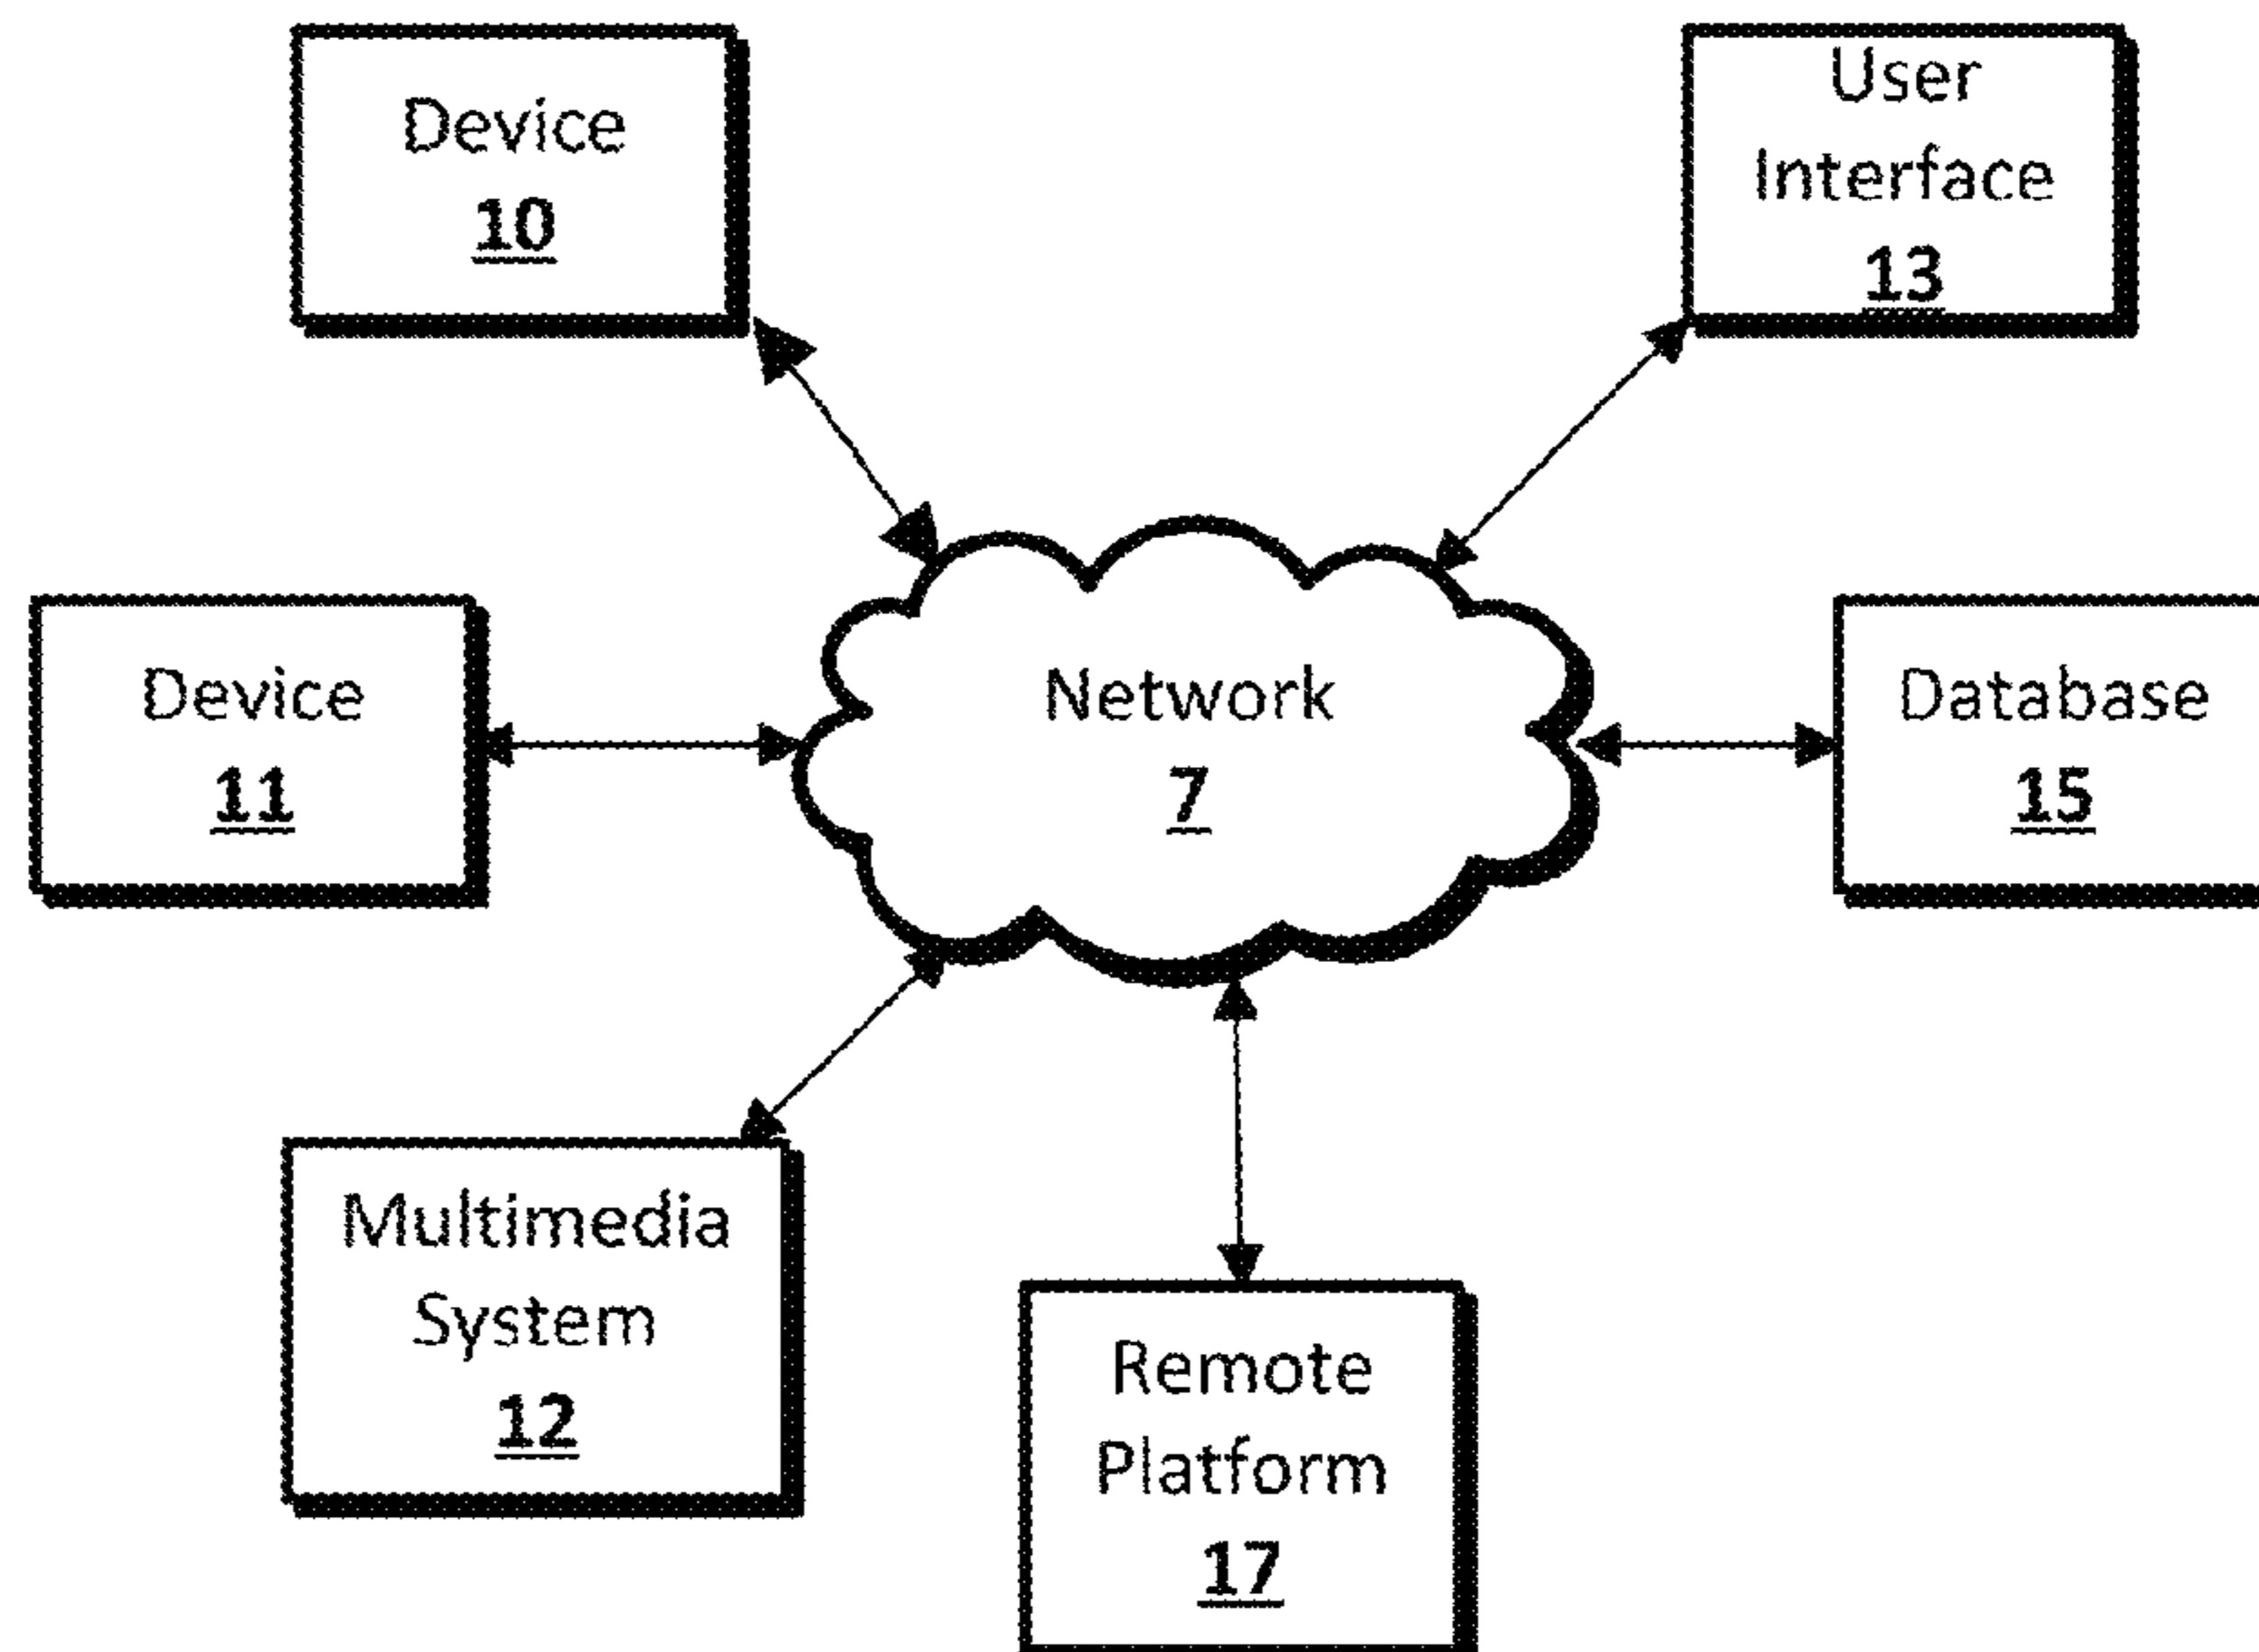 Device
10
User
Interface
13
Device
11
Network
7
Database
15
Multimedia
System
12
Remote
Platform
17